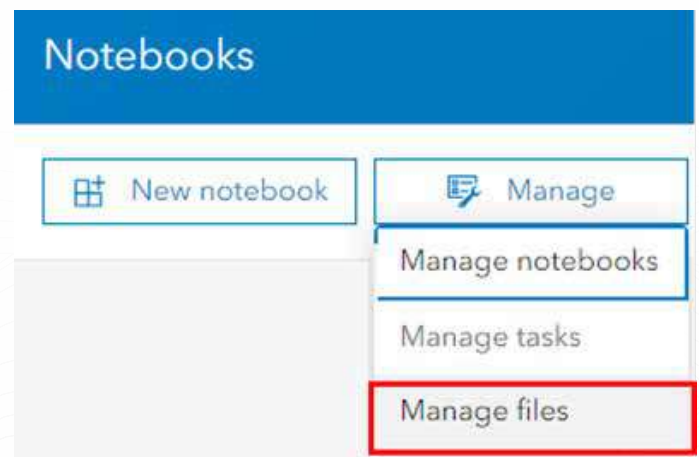 Notebooks
New notebook
Manage
Manage notebooks
Manage tasks
Manage files